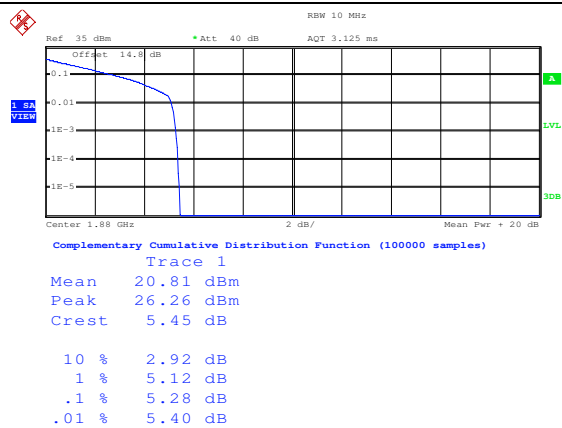 RBW 10 MHz
Ref 35 dBm * Att 40 dB AQT 3.125 ms
Offset 14.8 dB
0.1
A
0.01
1 SA
VIEW
1E-3
LVL
1E-4
1E-5
3DB
Center 1.88 GHz 2 dB/ Mean Pwr + 20 dB
Complementary Cumulative Distribution Function (100000 samples)
Trace 1
Mean 20.81 dBm
Peak 26.26 dBm
Crest 5.45 dB
10 % 2.92 dB
1 % 5.12 dB
.1 % 5.28 dB
.01 % 5.40 dB